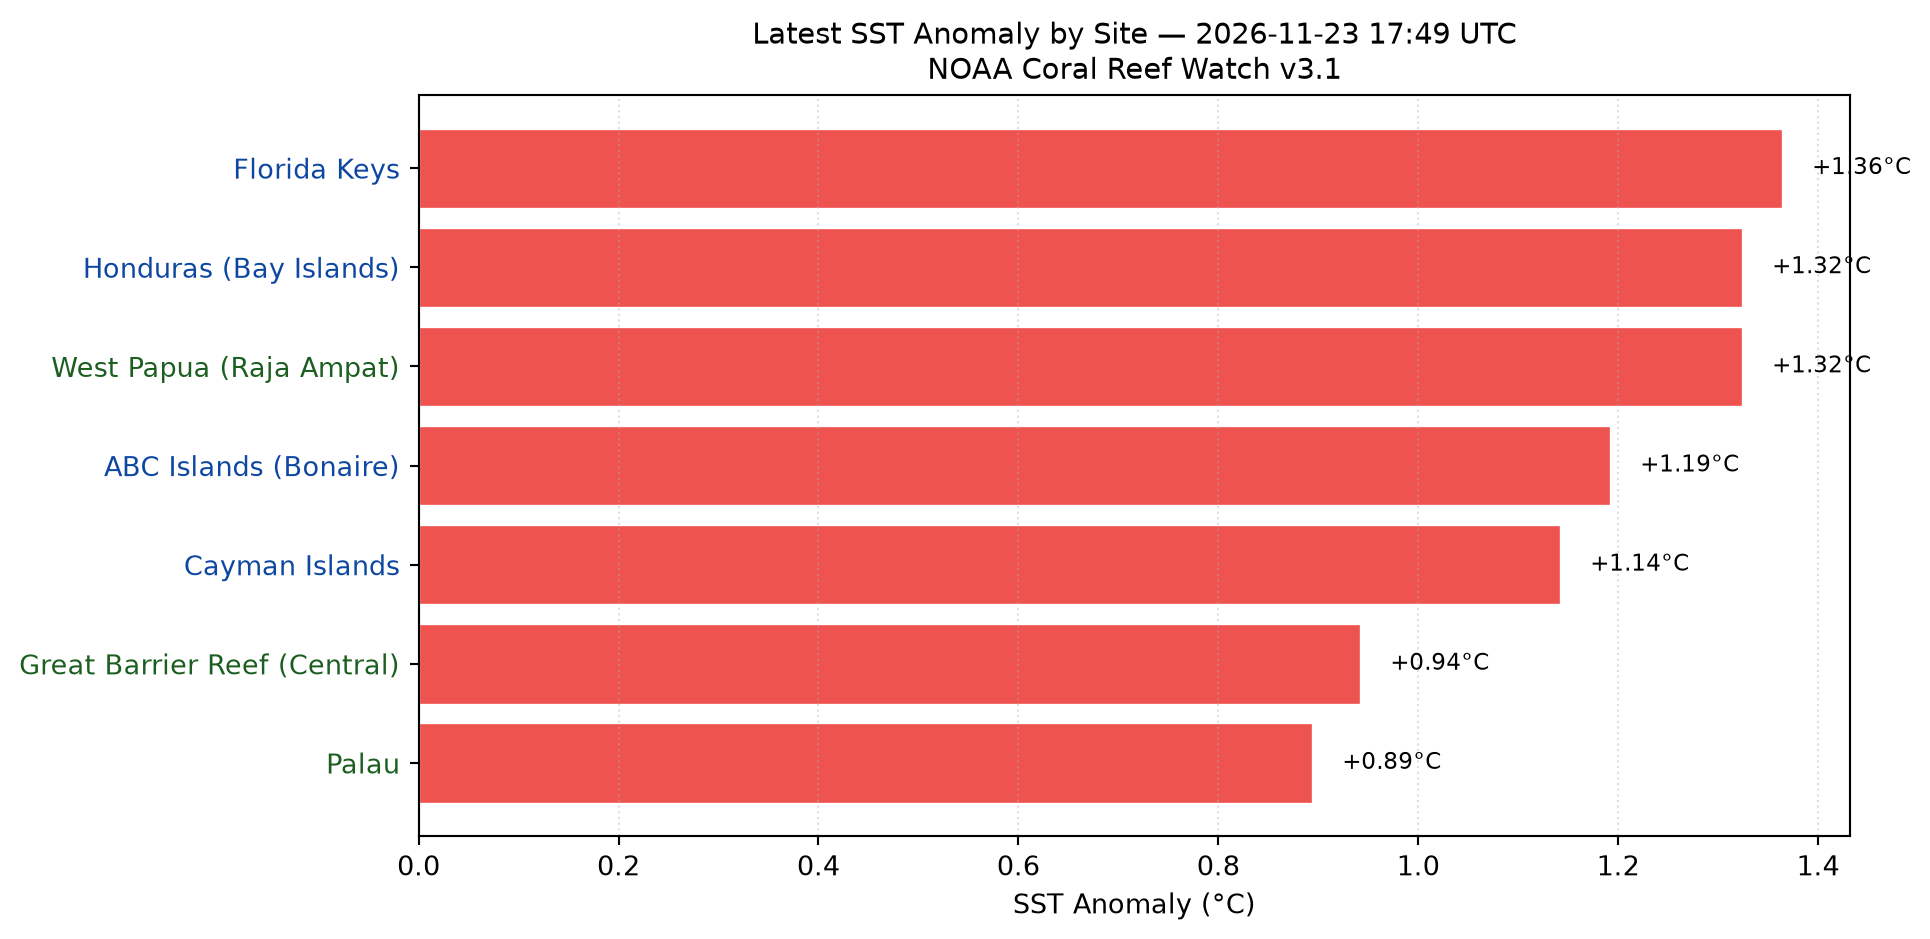 Latest SST Anomaly by Site — 2026-11-23 17:49 UTC
NOAA Coral Reef Watch v3.1
Florida Keys +1.36°C
Honduras (Bay Islands) +1.32°C
West Papua (Raja Ampat) +1.32°C
ABC Islands (Bonaire) +1.19°C
Cayman Islands +1.14°C
Great Barrier Reef (Central) +0.94°C
Palau +0.89°C
0.0 0.2 0.4 0.6 0.8 1.0 1.2 1.4
SST Anomaly (°C)